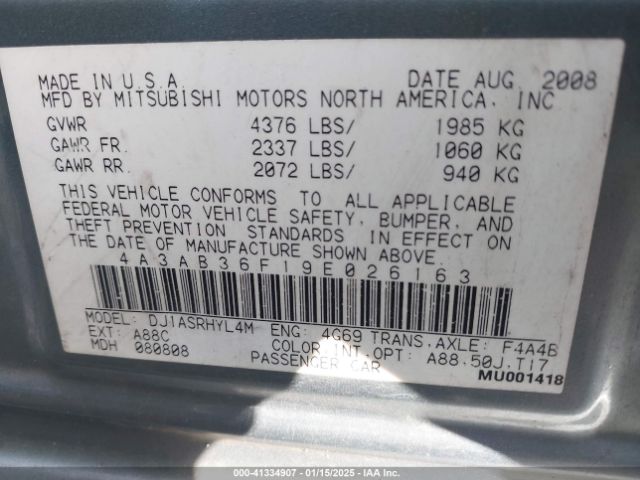 MADE IN U.S.A. DATE AUG. 2008
MFD BY MITSUBISHI MOTORS NORTH AMERICA, INC
GVWR 4376 LBS/ 1985 KG
GAWR FR. 2337 LBS/ 1060 KG
GAWR RR. 2072 LBS/ 940 KG
THIS VEHICLE CONFORMS TO ALL APPLICABLE
FEDERAL MOTOR VEHICLE SAFETY, BUMPER, AND
THEFT PREVENTION STANDARDS IN EFFECT ON
THE DATE OF MANUFACTURE SHOWN ABOVE.
4A3AB36F19E026163
MODEL: DJ1ASRHYL4M ENG: 4G69 TRANS.AXLE: F4A4B
EXT: A88C COLOR.INT.OPT: A88.50J.T17
MDH 080808 PASSENGER CAR
MU001418
000-41334907 - 01/15/2025 - IAA Inc.